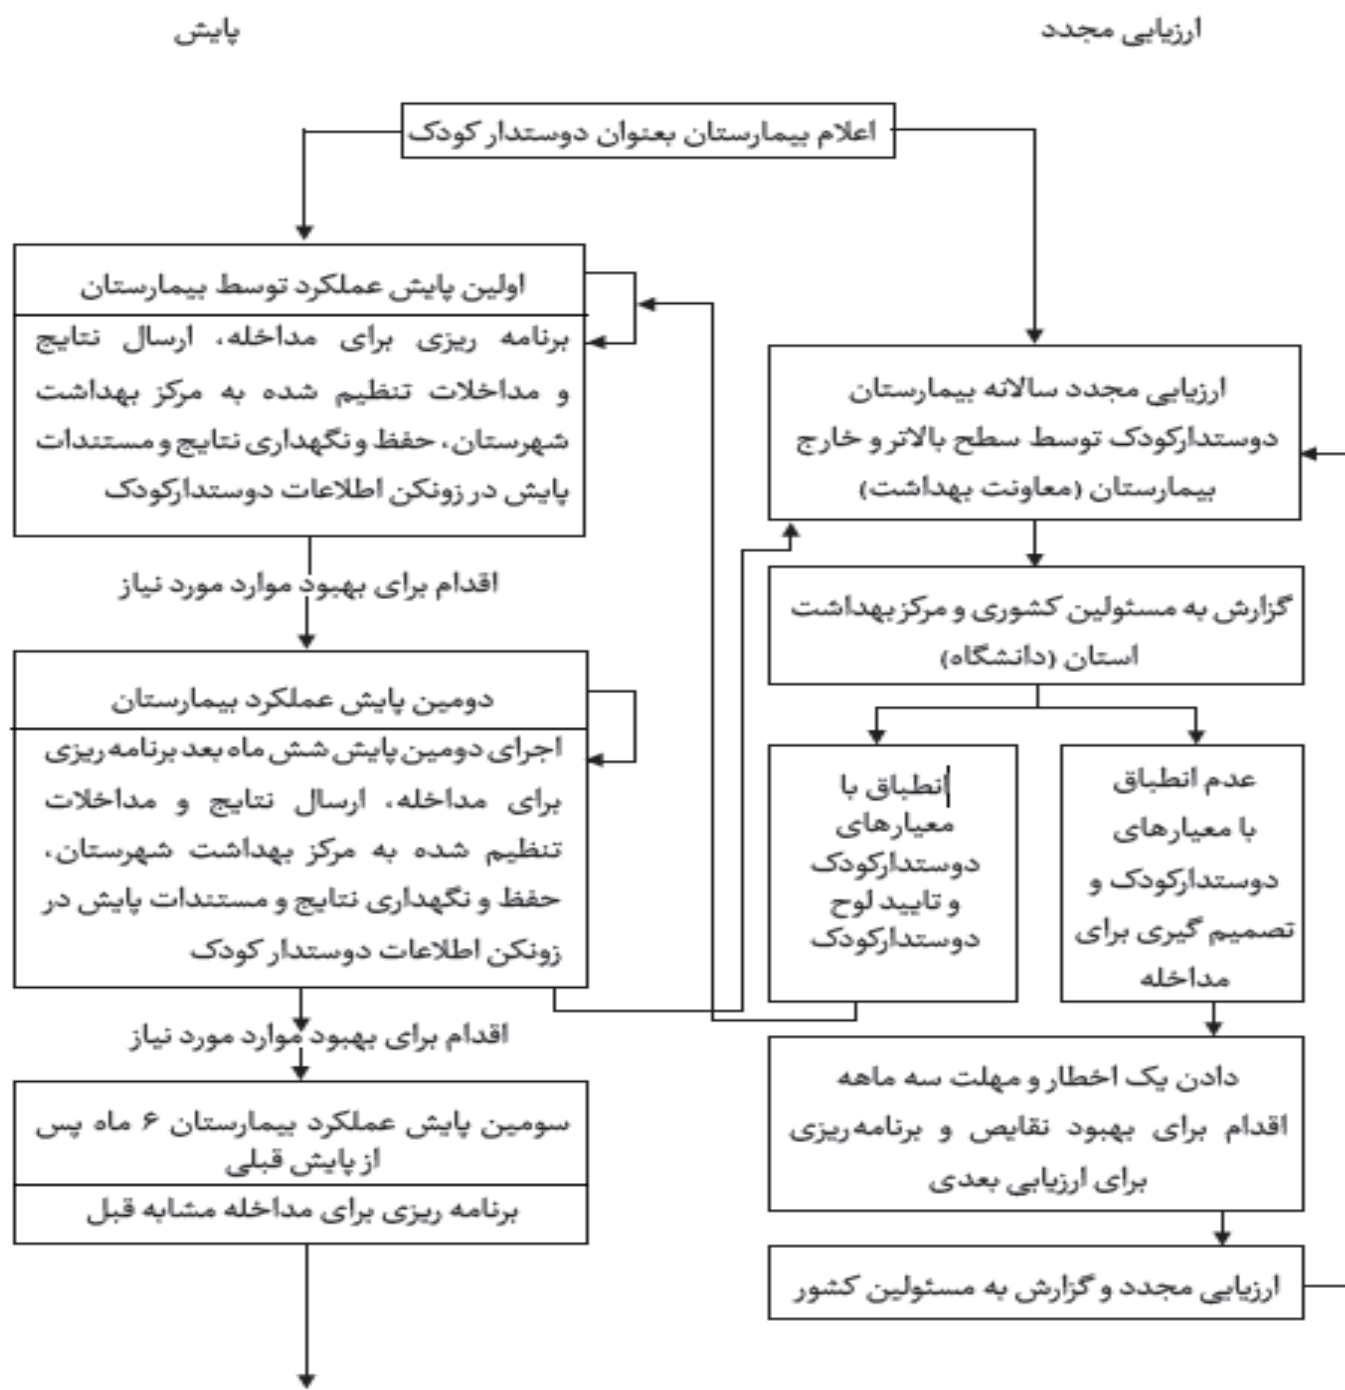 ارزیابی مجدد
پایش
اعلام بیمارستان بعنوان دوستدار کودک
ارزیابی مجدد سالانه بیمارستان
دوستدارکودک توسط سطح بالاتر و خارج
بیمارستان (معاونت بهداشت)
گزارش به مسئولین کشوری و مرکز بهداشت
استان (دانشگاه)
عدم انطباق
با معیارهای
دوستدارکودک و
تصمیم گیری برای
مداخله
انطباق با
معیارهای
دوستدارکودک
و تایید لوح
دوستدارکودک
دادن یک اخطار و مهلت سه ماهه
اقدام برای بهبود نقایص و برنامه ریزی
برای ارزیابی بعدی
ارزیابی مجدد و گزارش به مسئولین کشور
اولین پایش عملکرد توسط بیمارستان
برنامه ریزی برای مداخله، ارسال نتایج
و مداخلات تنظیم شده به مرکز بهداشت
شهرستان، حفظ و نگهداری نتایج و مستندات
پایش در زونکن اطلاعات دوستدارکودک
اقدام برای بهبود موارد مورد نیاز
دومین پایش عملکرد بیمارستان
اجرای دومین پایش شش ماه بعد برنامه ریزی
برای مداخله، ارسال نتایج و مداخلات
تنظیم شده به مرکز بهداشت شهرستان،
حفظ و نگهداری نتایج و مستندات پایش در
زونکن اطلاعات دوستدار کودک
اقدام برای بهبود موارد مورد نیاز
سومین پایش عملکرد بیمارستان ۶ ماه پس
از پایش قبلی
برنامه ریزی برای مداخله مشابه قبل